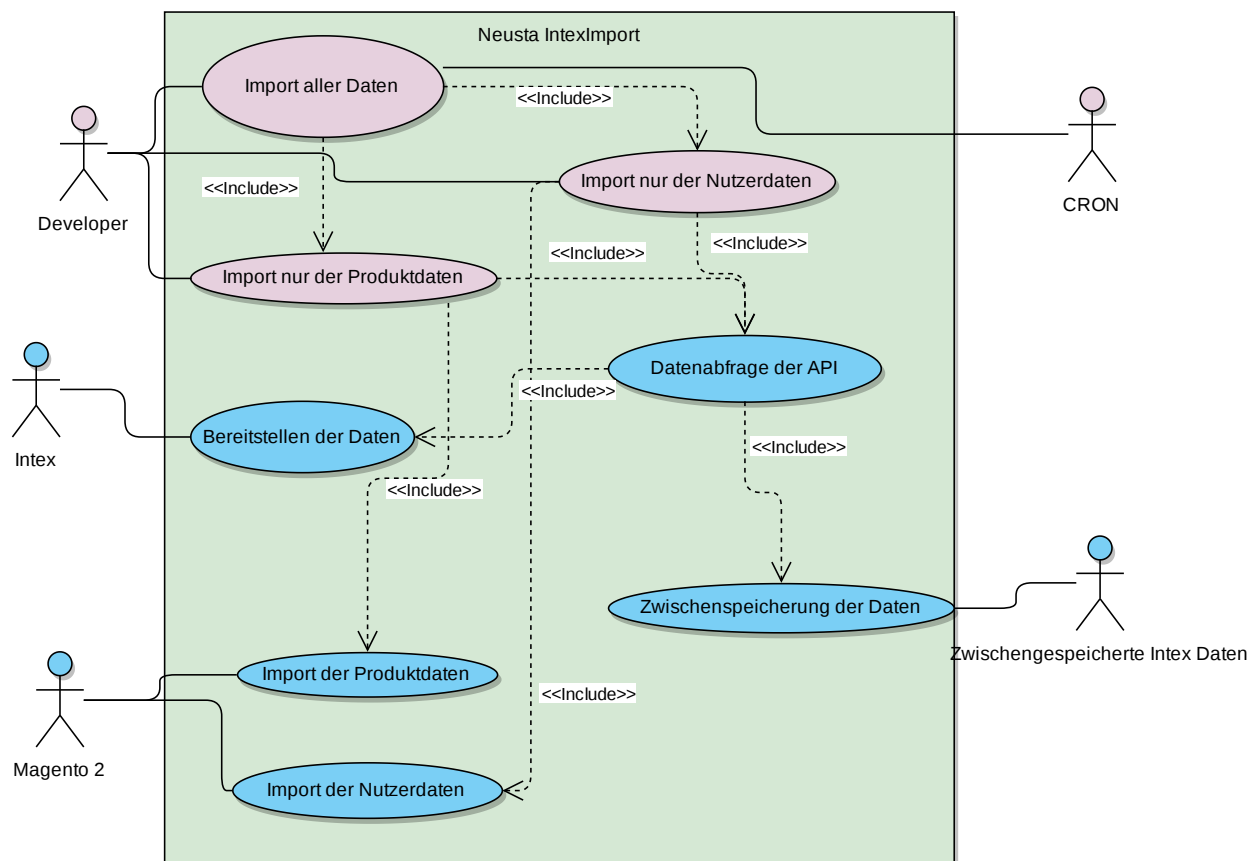 Neusta IntexImport
Import aller Daten
<<Include>>
Import nur der Nutzerdaten
<<Include>>
Developer
CRON
<<Include>>
<<Include>>
Import nur der Produktdaten
Datenabfrage der API
<<Include>>
Bereitstellen der Daten
Intex
<<Include>>
<<Include>>
Zwischenspeicherung der Daten
Zwischengespeicherte Intex Daten
Import der Produktdaten
<<Include>>
Magento 2
Import der Nutzerdaten